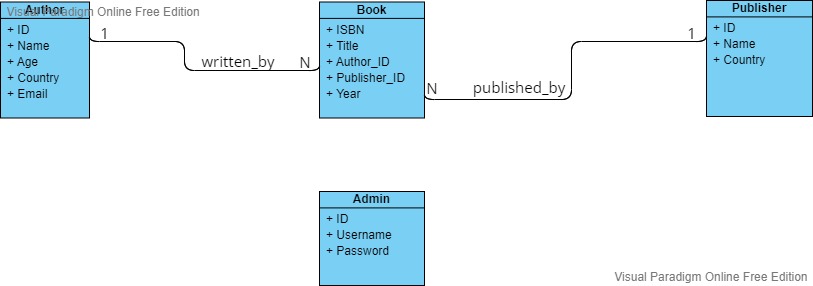 Visual Paradigm Online Free Edition
Author
+ ID
+ Name
+ Age
+ Country
+ Email
1
written_by
N
Book
+ ISBN
+ Title
+ Author_ID
+ Publisher_ID
+ Year
N
published_by
1
Publisher
+ ID
+ Name
+ Country
Admin
+ ID
+ Username
+ Password
Visual Paradigm Online Free Edition